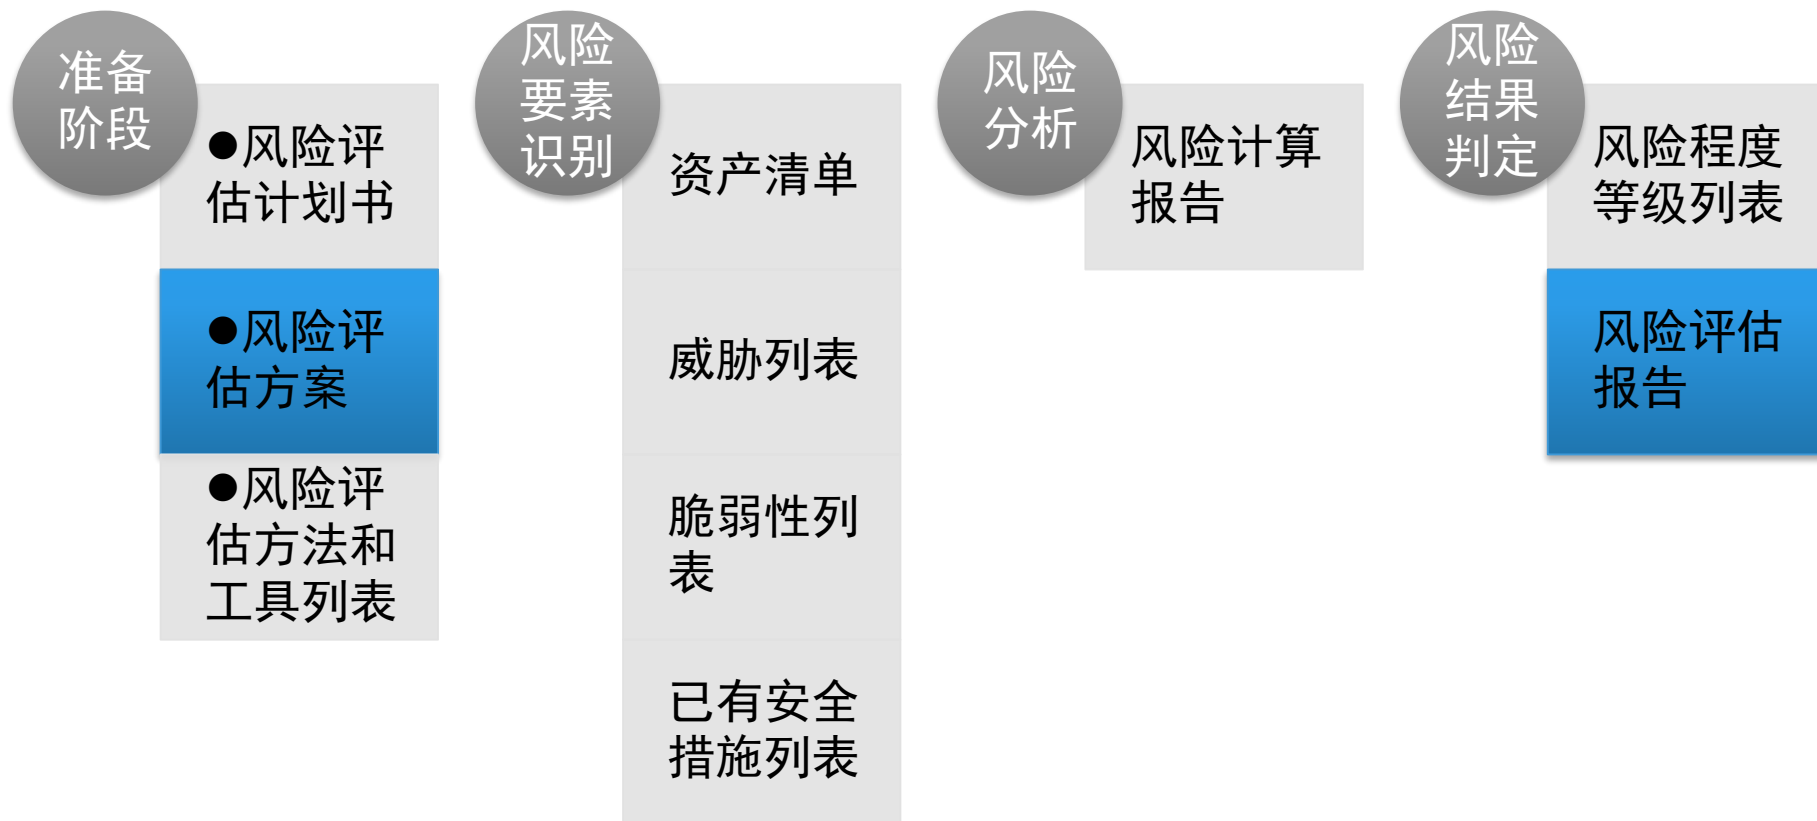 准备
阶段
●风险评
估计划书
●风险评
估方案
●风险评
估方法和
工具列表
风险
要素
识别
资产清单
威胁列表
脆弱性列
表
已有安全
措施列表
风险
分析
风险计算
报告
风险
结果
判定
风险程度
等级列表
风险评估
报告